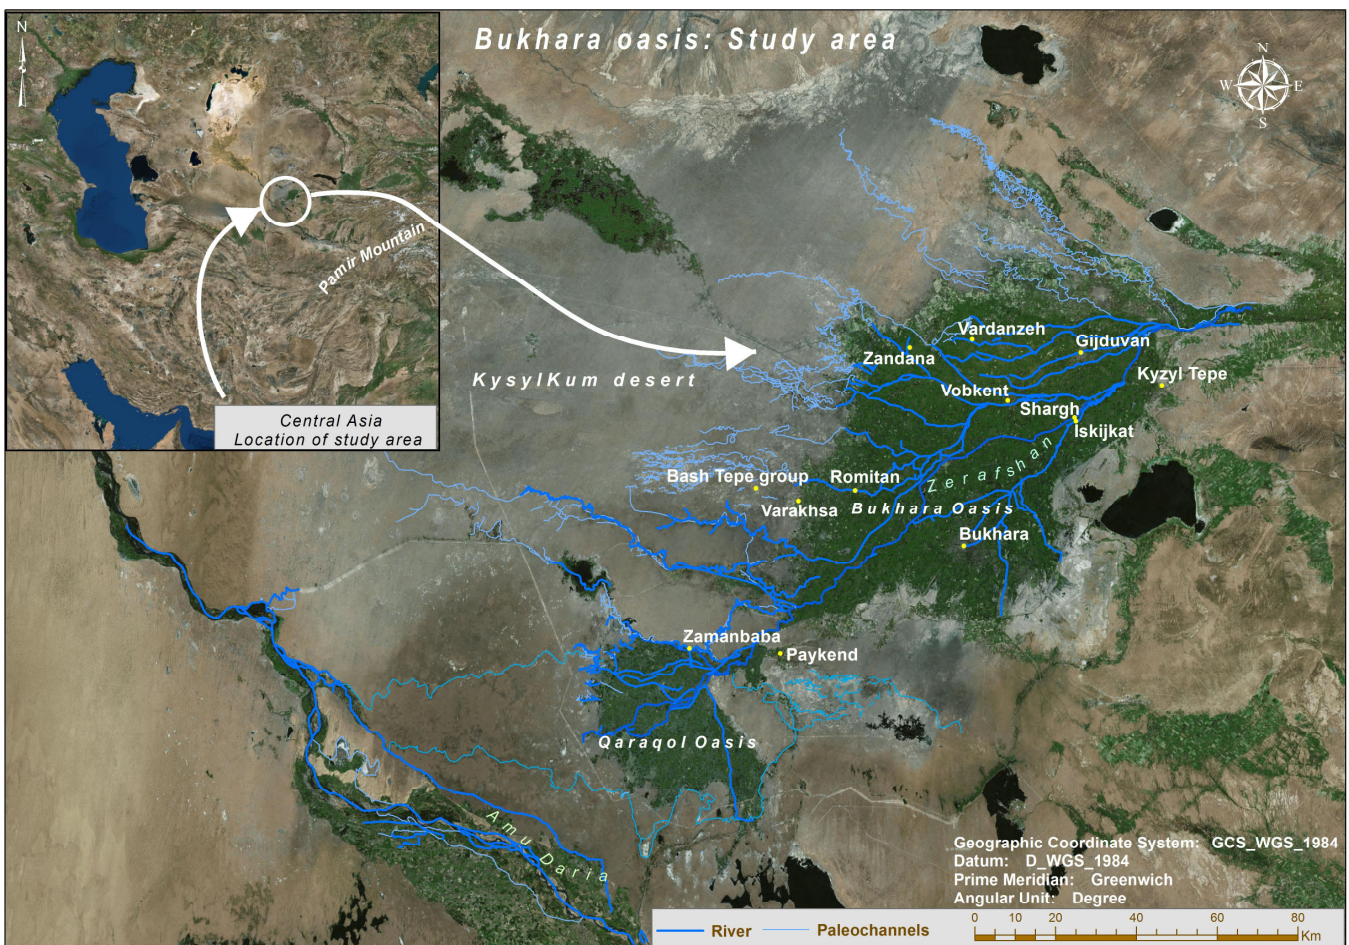 Bukhara oasis: Study area
N
N
W
E
S
Pamir Mountain
Central Asia
Location of study area
KysylKum desert
Vardanzeh
Zandana
Gijduvan
Kyzyl Tepe
Vobkent
Shargh
Iskijkat
Zerafshan
Bash Tepe group
Romitan
Varakhsa
Bukhara Oasis
Bukhara
Zamanbaba
Paykend
Qaraqol Oasis
Amu Daria
Geographic Coordinate System: GCS_WGS_1984
Datum: D_WGS_1984
Prime Meridian: Greenwich
Angular Unit: Degree
River
Paleochannels
0 10 20 40 60 80
Km